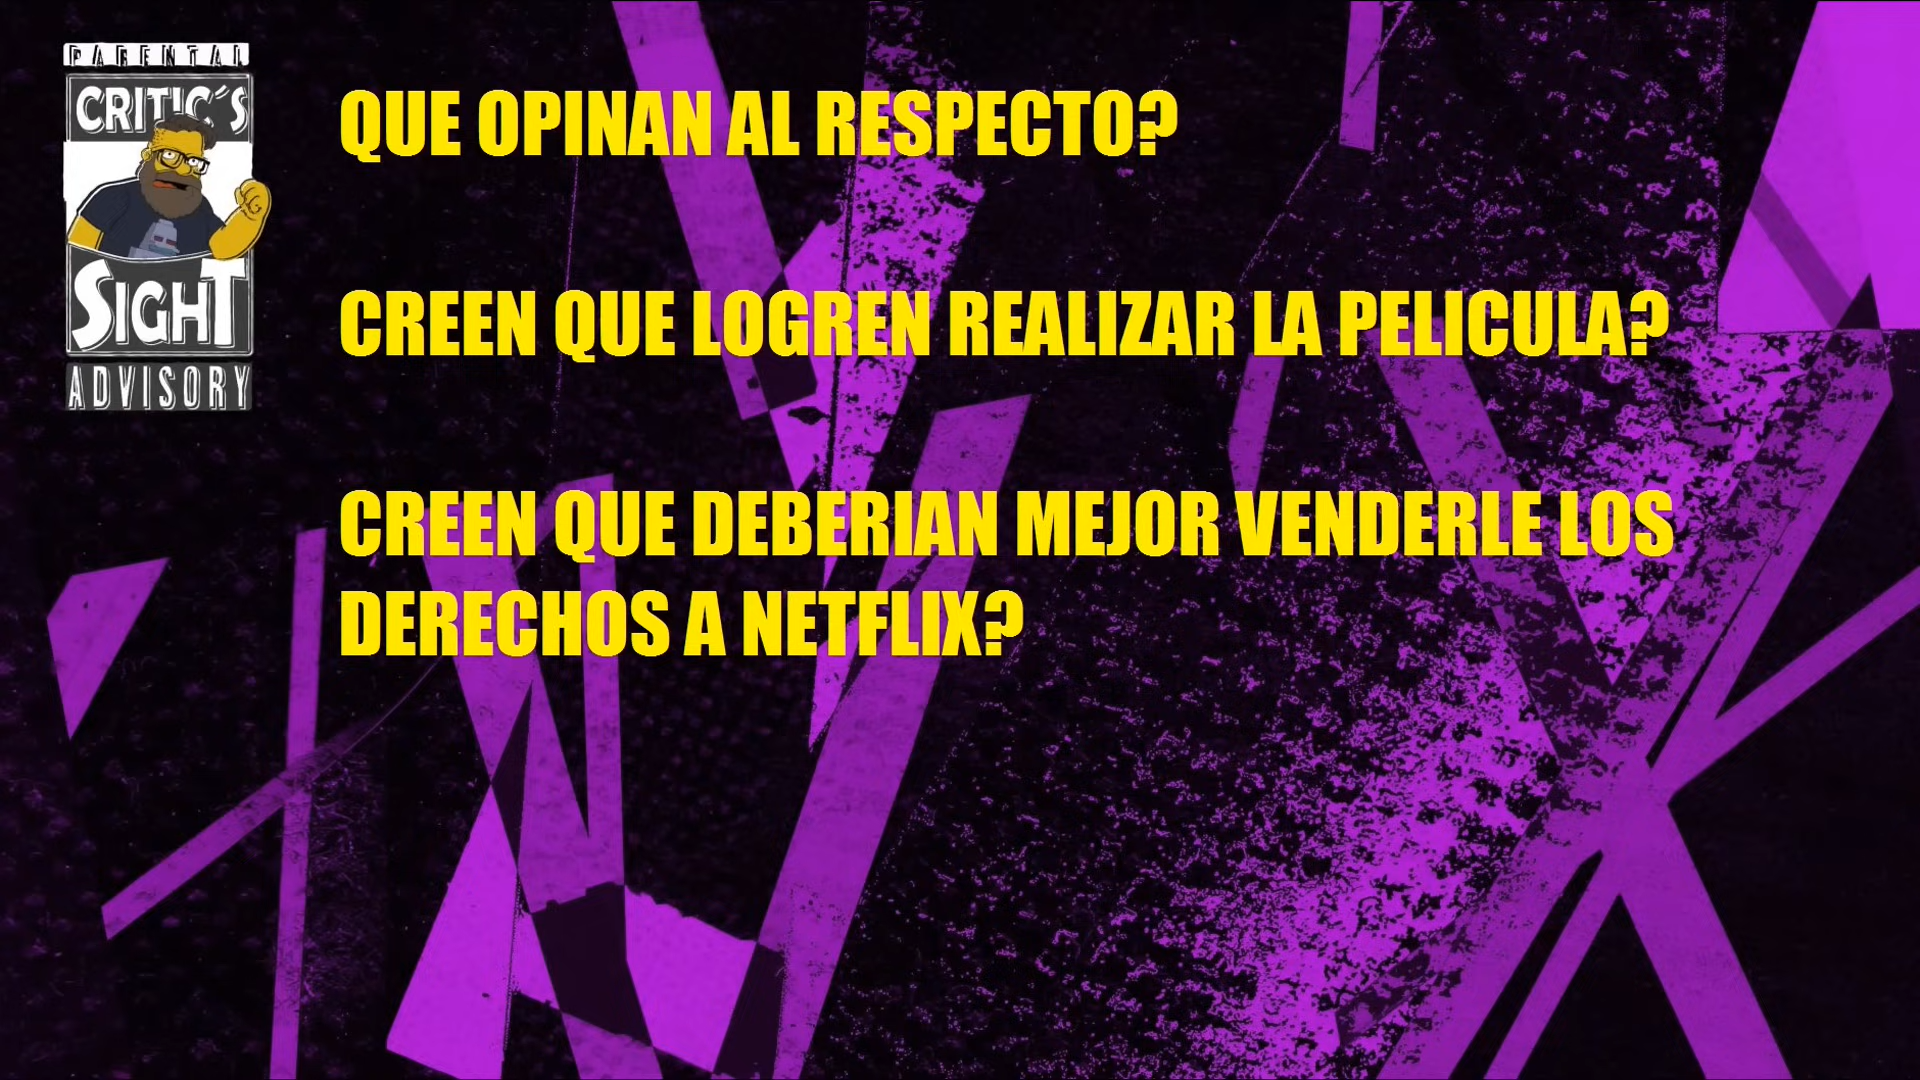 PARENTAL
CRITIC´S
SIGHT
ADVISORY
QUE OPINAN AL RESPECTO?
CREEN QUE LOGREN REALIZAR LA PELICULA?
CREEN QUE DEBERIAN MEJOR VENDERLE LOS
DERECHOS A NETFLIX?